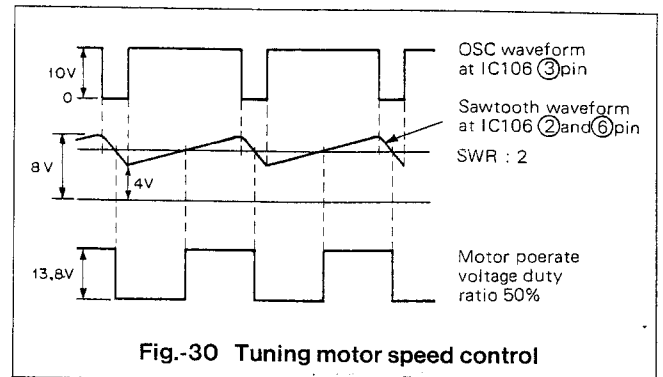 OSC waveform
at IC106 ③pin
10V
0
Sawtooth waveform
at IC106 ②and⑥pin
SWR : 2
8V
4V
Motor poerate
voltage duty
ratio 50%
13.8V
Fig.-30 Tuning motor speed control